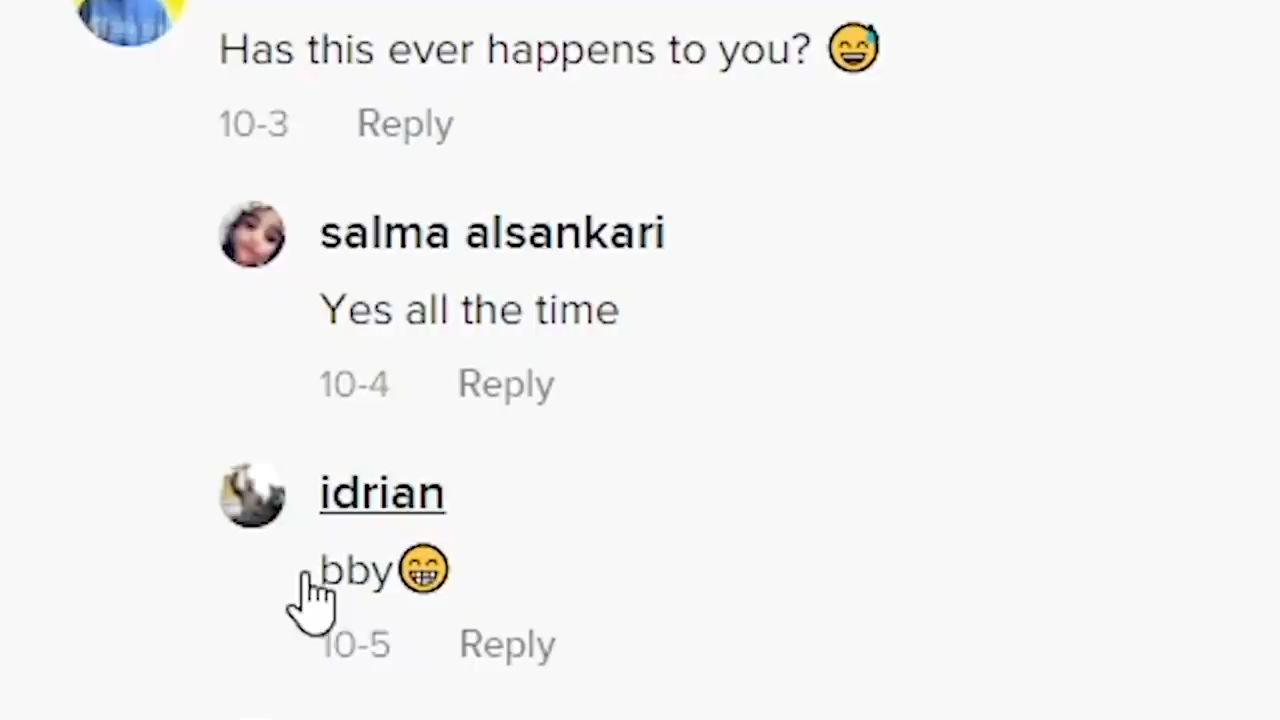 Has this ever happens to you? 😅
10-3 Reply
salma alsankari
Yes all the time
10-4 Reply
idrian
bby😁
10-5 Reply